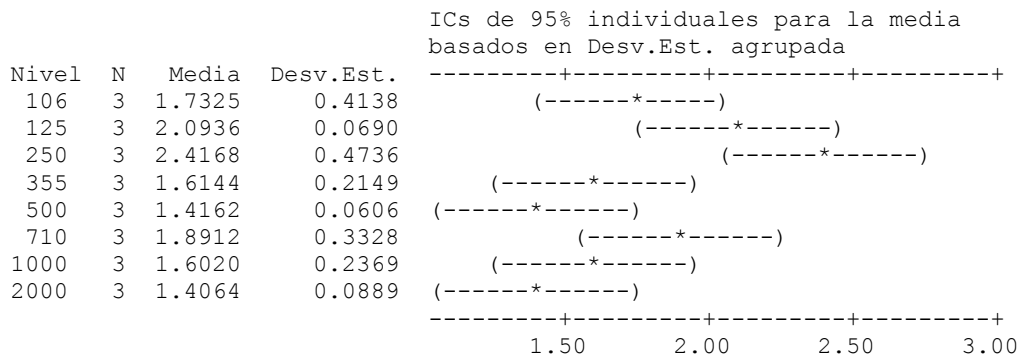 ICs de 95% individuales para la media
                             basados en Desv.Est. agrupada
Nivel  N   Media  Desv.Est.  ---------+---------+---------+---------+
 106   3  1.7325     0.4138         (------*-----)
 125   3  2.0936     0.0690                (------*------)
 250   3  2.4168     0.4736                      (------*------)
 355   3  1.6144     0.2149      (------*------)
 500   3  1.4162     0.0606  (------*------)
 710   3  1.8912     0.3328            (------*------)
1000   3  1.6020     0.2369      (------*------)
2000   3  1.4064     0.0889  (------*------)
                             ---------+---------+---------+---------+
                                      1.50      2.00      2.50      3.00